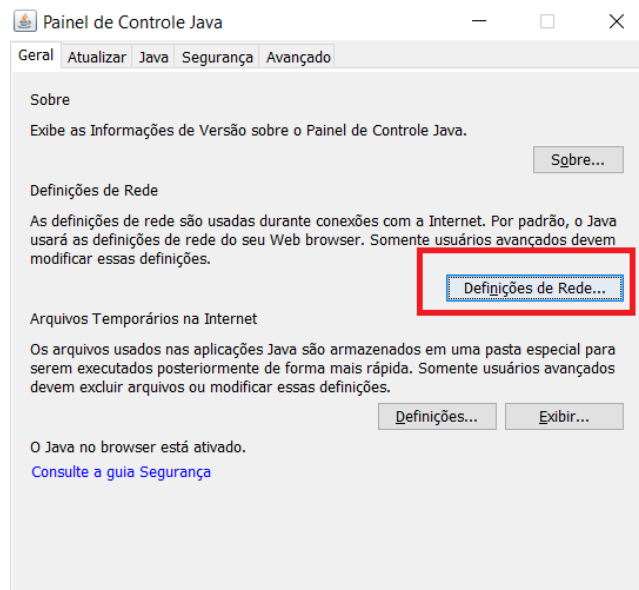 Painel de Controle Java
Geral Atualizar Java Segurança Avançado
Sobre
Exibe as Informações de Versão sobre o Painel de Controle Java.
Sobre...
Definições de Rede
As definições de rede são usadas durante conexões com a Internet. Por padrão, o Java
usará as definições de rede do seu Web browser. Somente usuários avançados devem
modificar essas definições.
Definições de Rede...
Arquivos Temporários na Internet
Os arquivos usados nas aplicações Java são armazenados em uma pasta especial para
serem executados posteriormente de forma mais rápida. Somente usuários avançados
devem excluir arquivos ou modificar essas definições.
Definições... Exibir...
O Java no browser está ativado.
Consulte a guia Segurança